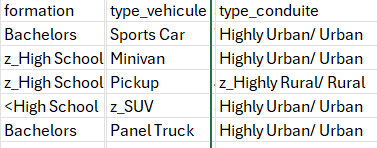 formation type_vehicule type_conduite
Bachelors Sports Car Highly Urban/ Urban
z_High School Minivan Highly Urban/ Urban
z_High School Pickup z_Highly Rural/ Rural
<High School z_SUV Highly Urban/ Urban
Bachelors Panel Truck Highly Urban/ Urban